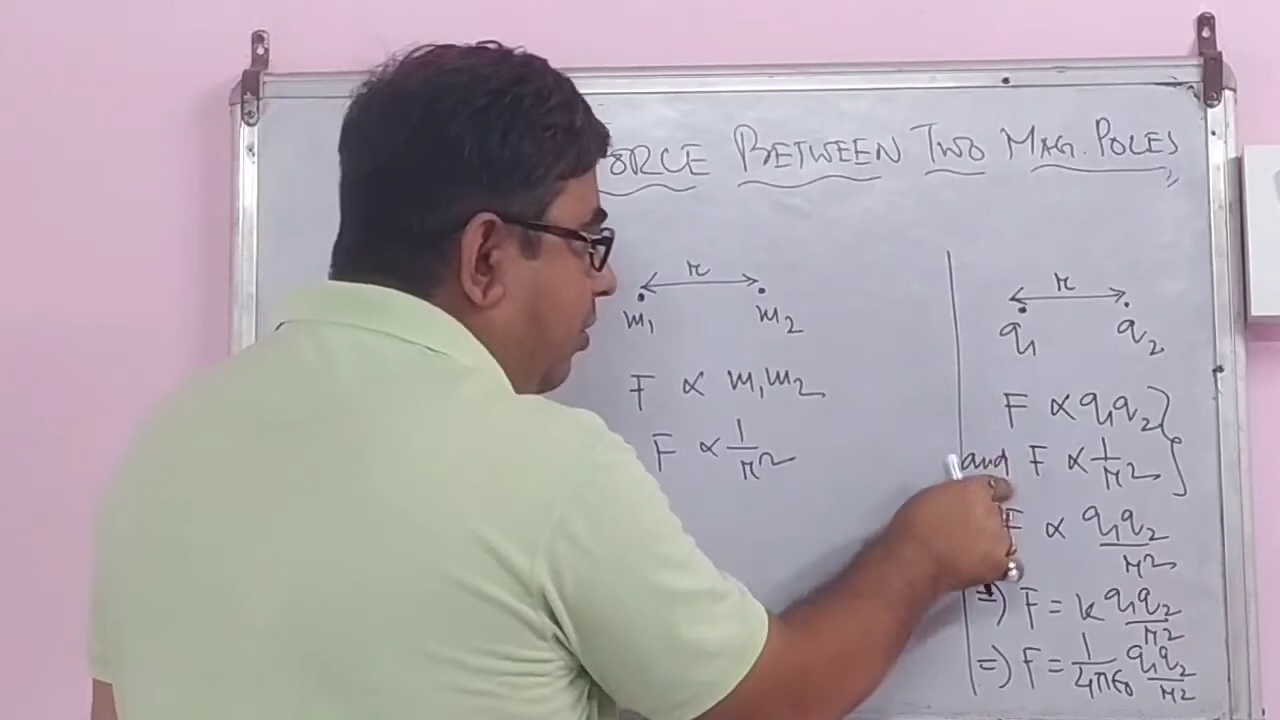 ORCE BETWEEN TWO MAG. POLES
r
m₁ m₂
F ∝ m₁m₂
F ∝ 1/r²
r
q₁ q₂
F ∝ q₁q₂
and F ∝ 1/r²
F ∝ q₁q₂/r²
=) F = k q₁q₂/r²
=) F = 1/4πε₀ q₁q₂/r²